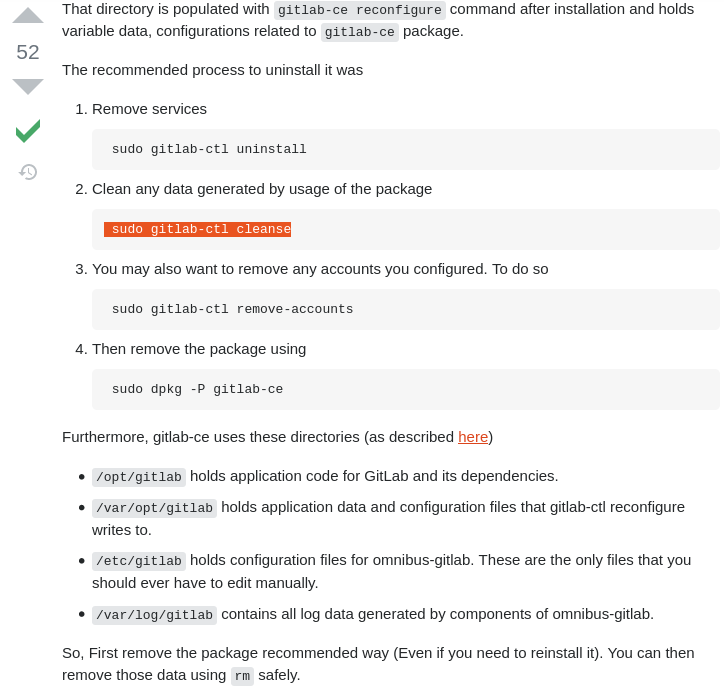 That directory is populated with gitlab-ce reconfigure command after installation and holds
variable data, configurations related to gitlab-ce package.
52
The recommended process to uninstall it was
1. Remove services
sudo gitlab-ctl uninstall
2. Clean any data generated by usage of the package
sudo gitlab-ctl cleanse
3. You may also want to remove any accounts you configured. To do so
sudo gitlab-ctl remove-accounts
4. Then remove the package using
sudo dpkg -P gitlab-ce
Furthermore, gitlab-ce uses these directories (as described here)
• /opt/gitlab holds application code for GitLab and its dependencies.
• /var/opt/gitlab holds application data and configuration files that gitlab-ctl reconfigure
writes to.
• /etc/gitlab holds configuration files for omnibus-gitlab. These are the only files that you
should ever have to edit manually.
• /var/log/gitlab contains all log data generated by components of omnibus-gitlab.
So, First remove the package recommended way (Even if you need to reinstall it). You can then
remove those data using rm safely.